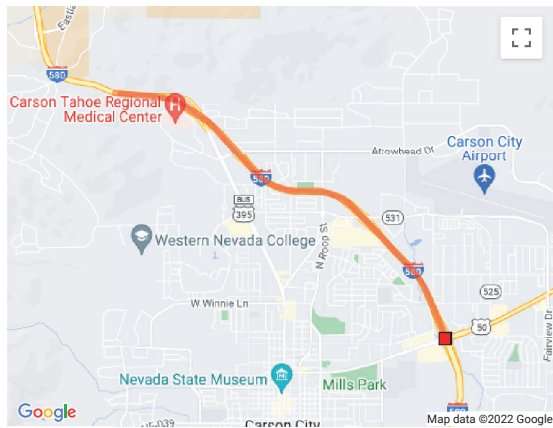 Eastla
580
Carson Tahoe Regional
Medical Center
H
Arrowhead Dr
Carson City
Airport
580
BUS
395
531
Western Nevada College
N Roop St
580
525
W Winnie Ln
50
Fairview Dr
Nevada State Museum
Mills Park
Google
Carson City
580
Map data ©2022 Google